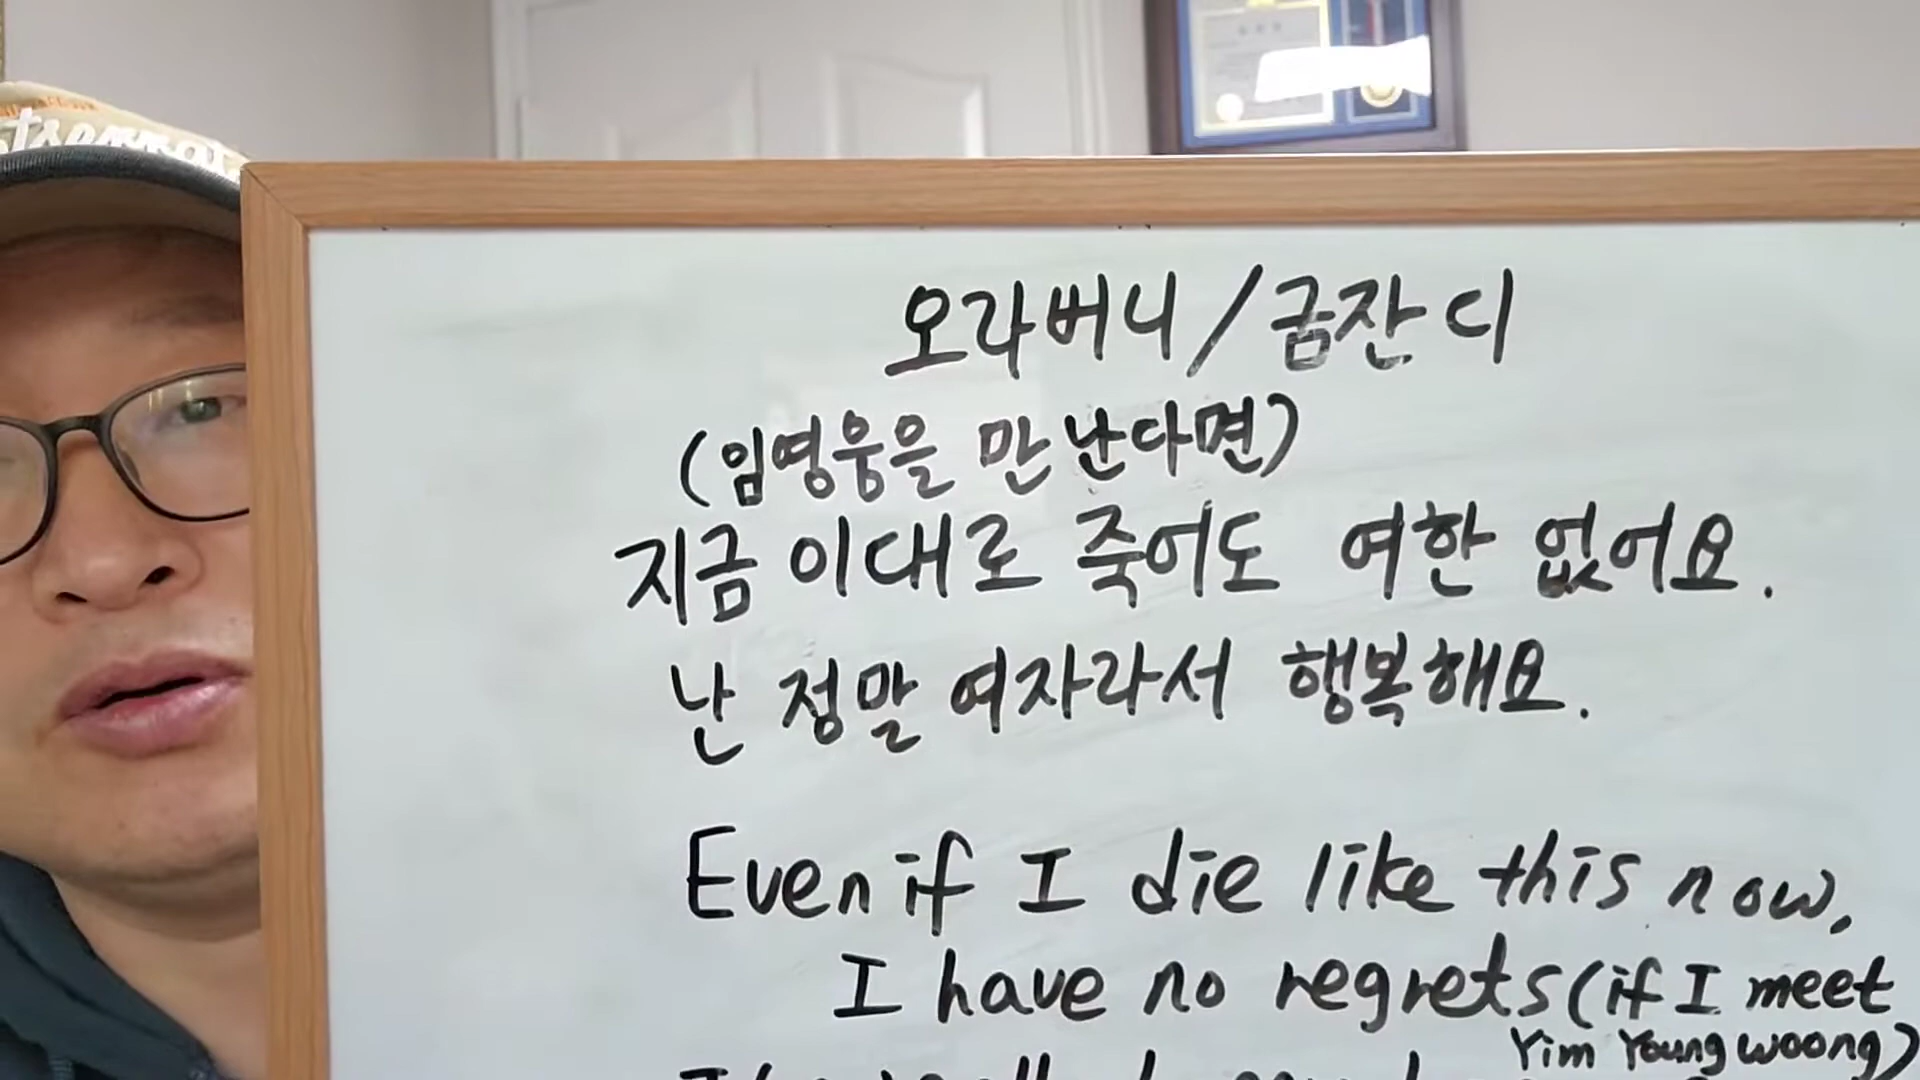 오라버니/금잔디
(임영웅을 만난다면)
지금 이대로 죽어도 여한 없어요.
난 정말 여자라서 행복해요.
Even if I die like this now,
I have no regrets (if I meet
Yim Young woong)